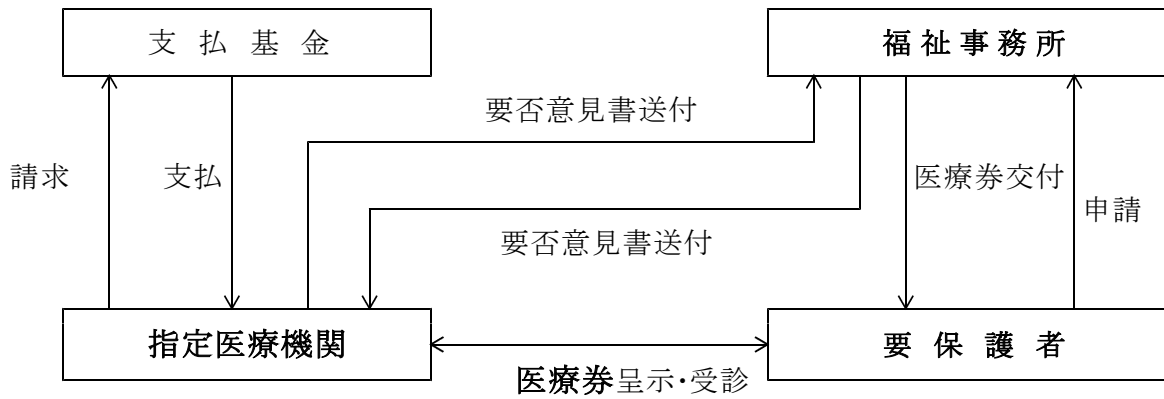 支払基金
福祉事務所
要否意見書送付
請求
支払
医療券交付
申請
要否意見書送付
指定医療機関
要保護者
医療券呈示・受診